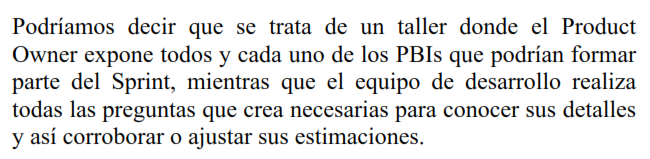 Podríamos decir que se trata de un taller donde el Product
Owner expone todos y cada uno de los PBIs que podrían formar
parte del Sprint, mientras que el equipo de desarrollo realiza
todas las preguntas que crea necesarias para conocer sus detalles
y así corroborar o ajustar sus estimaciones.